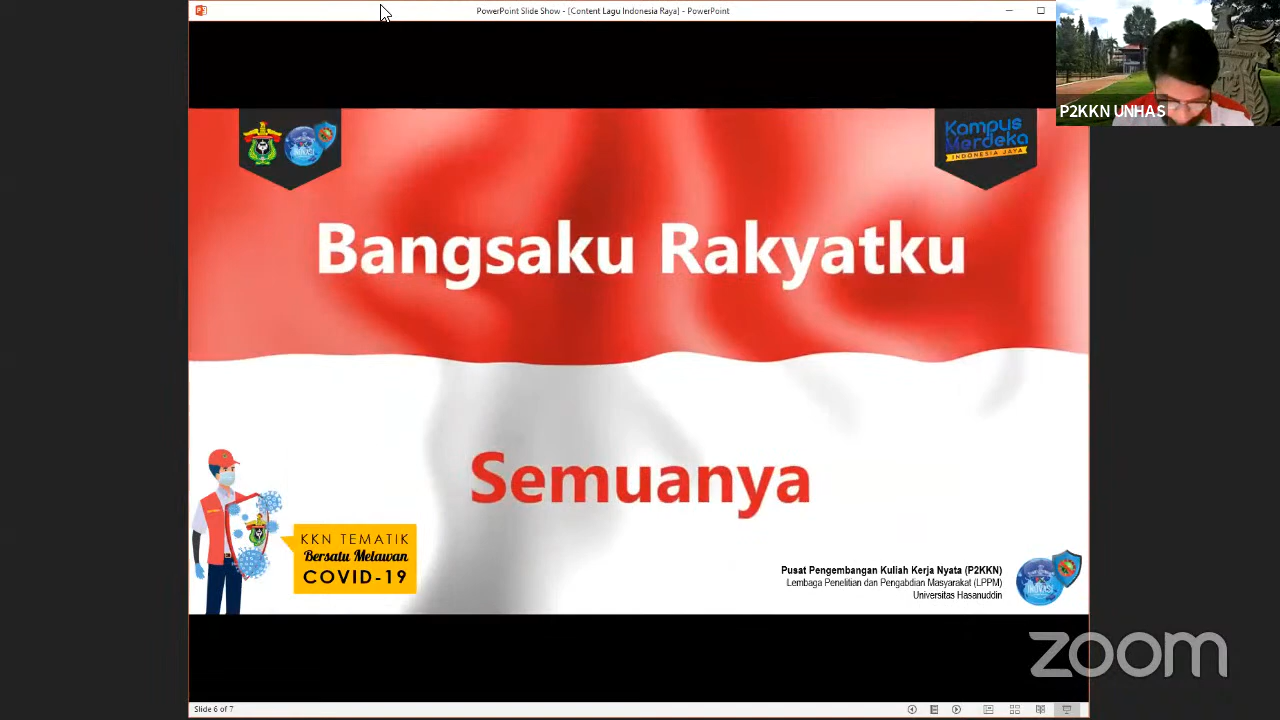 PowerPoint Slide Show - [Content Lagu Indonesia Raya] - PowerPoint
P2KKN UNHAS
Kampus
Merdeka
INDONESIA JAYA
Bangsaku Rakyatku
Semuanya
KKN TEMATIK
Bersatu Melawan
COVID-19
Pusat Pengembangan Kuliah Kerja Nyata (P2KKN)
Lembaga Penelitian dan Pengabdian Masyarakat (LPPM)
Universitas Hasanuddin
zoom
Slide 6 of 7